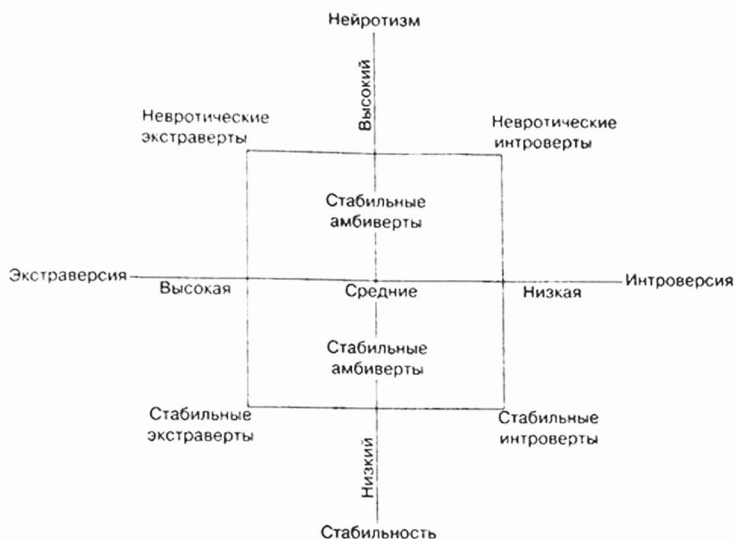 Нейротизм
Высокий
Невротические
экстраверты
Невротические
интроверты
Стабильные
амбиверты
Экстраверсия
Высокая
Средние
Низкая
Интроверсия
Стабильные
амбиверты
Стабильные
экстраверты
Стабильные
интроверты
Низкий
Стабильность